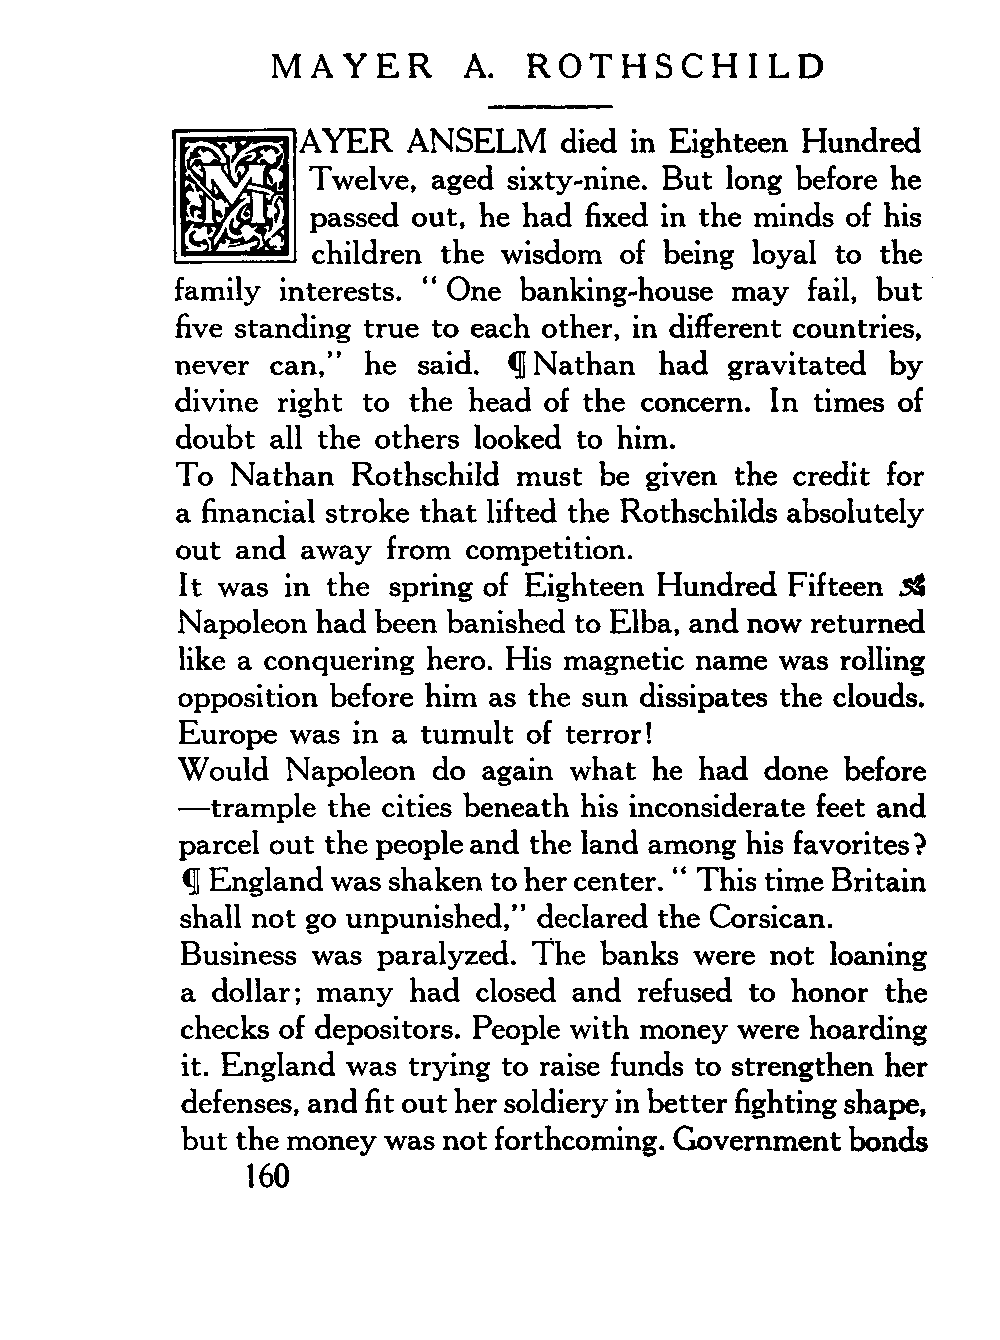 MAYER A. ROTHSCHILD
MAYER ANSELM died in Eighteen Hundred
Twelve, aged sixty-nine. But long before he
passed out, he had fixed in the minds of his
children the wisdom of being loyal to the
family interests. “ One banking-house may fail, but
five standing true to each other, in different countries,
never can,” he said. ¶ Nathan had gravitated by
divine right to the head of the concern. In times of
doubt all the others looked to him.
To Nathan Rothschild must be given the credit for
a financial stroke that lifted the Rothschilds absolutely
out and away from competition.
It was in the spring of Eighteen Hundred Fifteen
Napoleon had been banished to Elba, and now returned
like a conquering hero. His magnetic name was rolling
opposition before him as the sun dissipates the clouds.
Europe was in a tumult of terror!
Would Napoleon do again what he had done before
—trample the cities beneath his inconsiderate feet and
parcel out the people and the land among his favorites?
¶ England was shaken to her center. “ This time Britain
shall not go unpunished,” declared the Corsican.
Business was paralyzed. The banks were not loaning
a dollar; many had closed and refused to honor the
checks of depositors. People with money were hoarding
it. England was trying to raise funds to strengthen her
defenses, and fit out her soldiery in better fighting shape,
but the money was not forthcoming. Government bonds
160